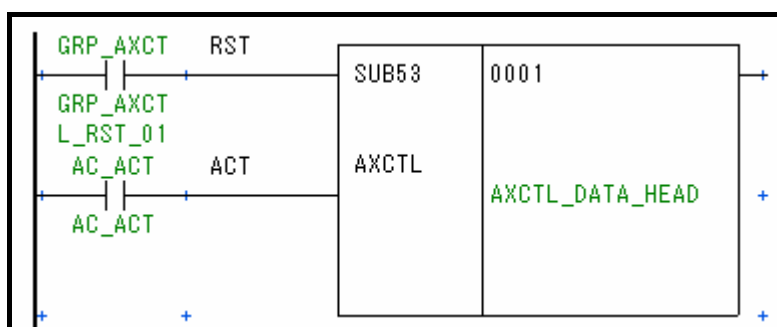 GRP_AXCT RST
SUB53 0001
GRP_AXCT
L_RST_01
AC_ACT ACT AXCTL
AXCTL_DATA_HEAD
AC_ACT